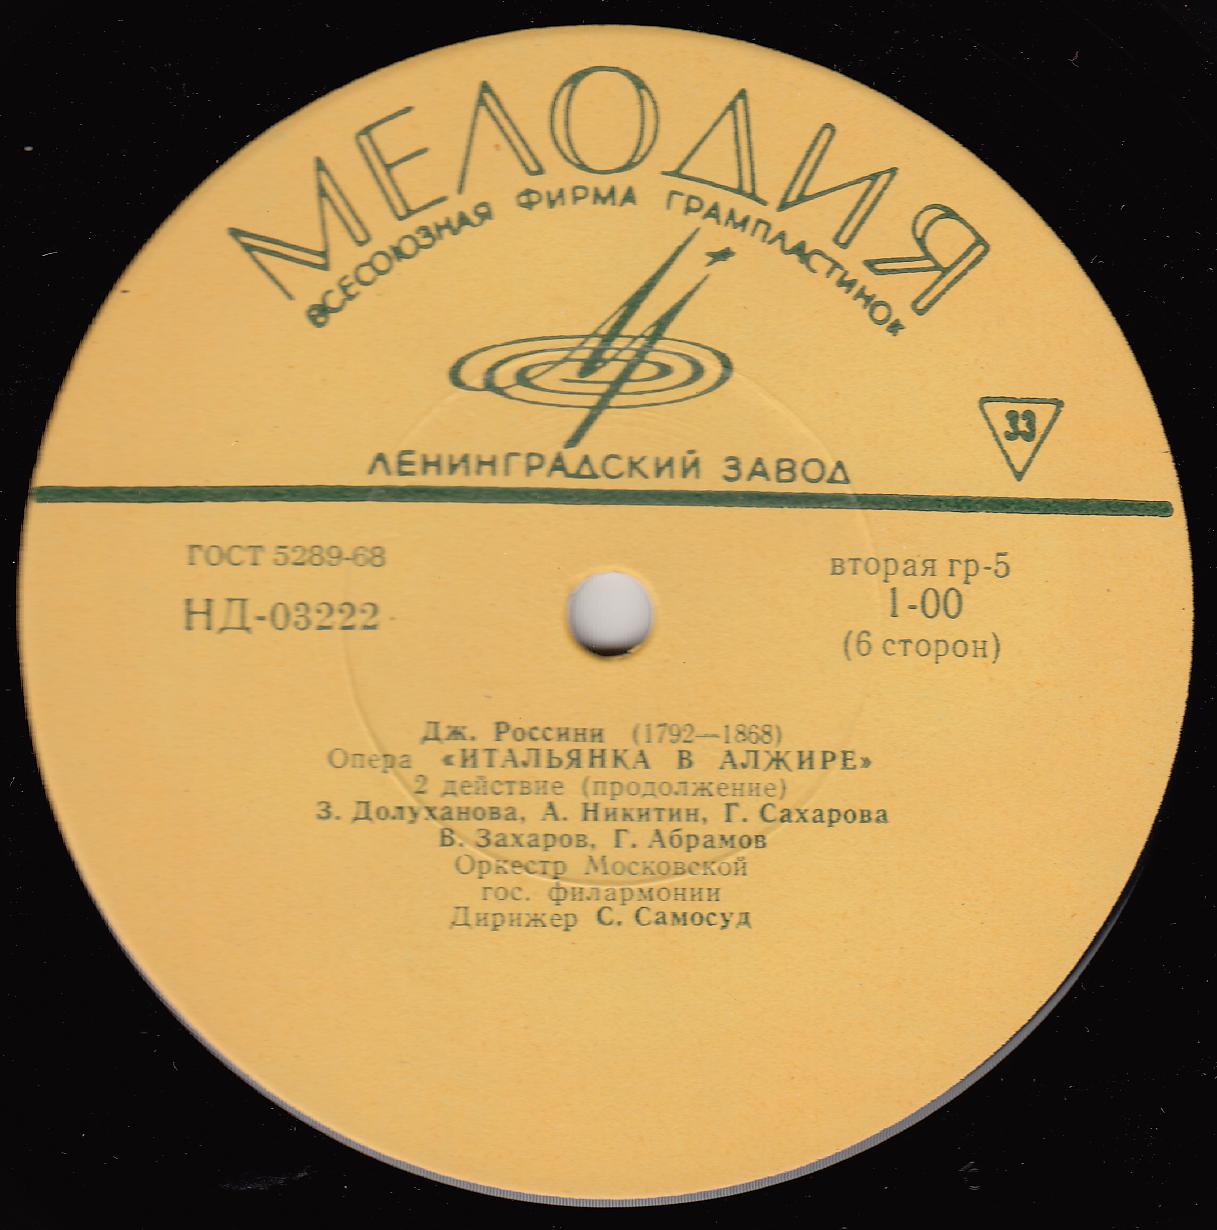 МЕЛОДИЯ
ВСЕСОЮЗНАЯ ФИРМА ГРАМПЛАСТИНОК
33
ЛЕНИНГРАДСКИЙ ЗАВОД
ГОСТ 5289-68
вторая гр-5
НД-03222
1-00
(6 сторон)
Дж. Россини (1792—1868)
Опера «ИТАЛЬЯНКА В АЛЖИРЕ»
2 действие (продолжение)
З. Долуханова, А. Никитин, Г. Сахарова
В. Захаров, Г. Абрамов
Оркестр Московской
гос. филармонии
Дирижер С. Самосуд